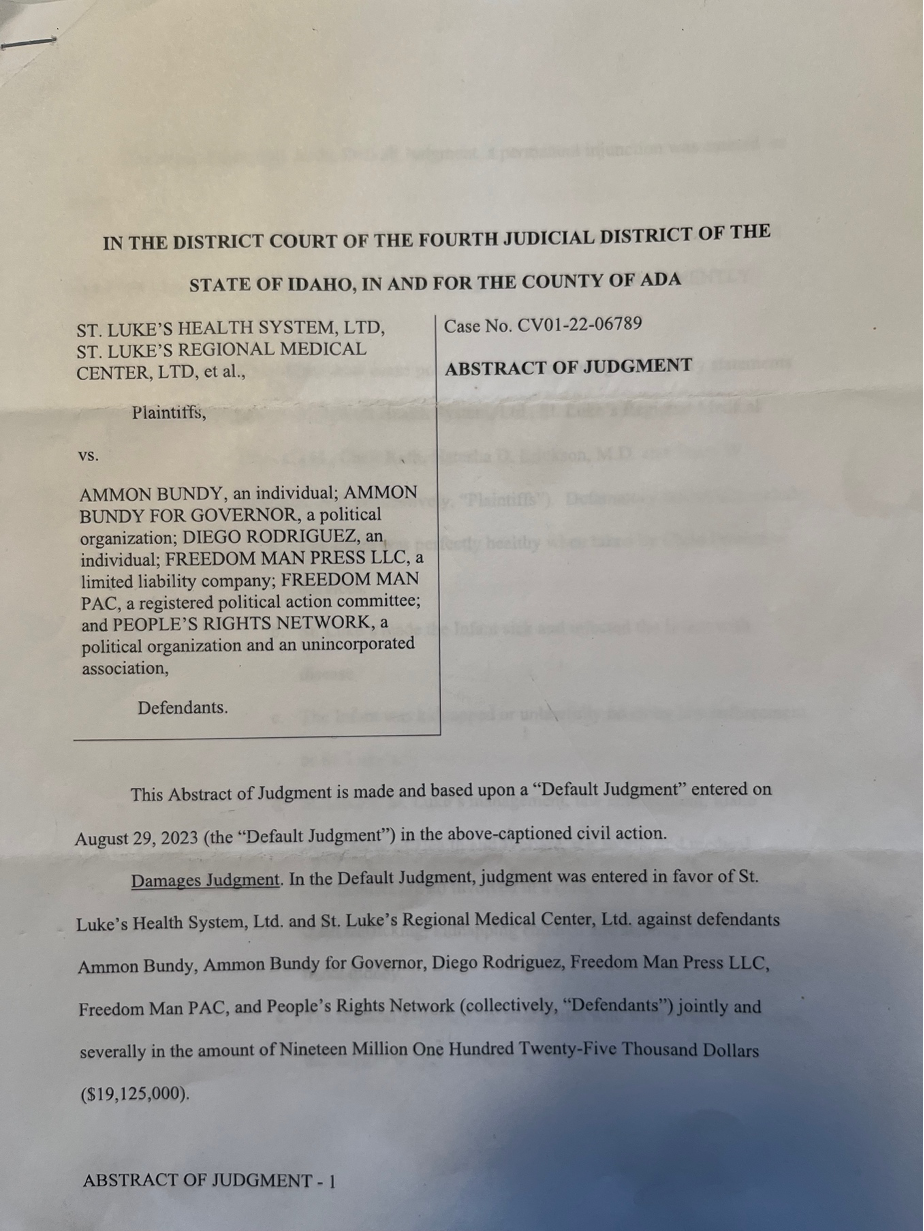 IN THE DISTRICT COURT OF THE FOURTH JUDICIAL DISTRICT OF THE
STATE OF IDAHO, IN AND FOR THE COUNTY OF ADA
ST. LUKE'S HEALTH SYSTEM, LTD,
ST. LUKE'S REGIONAL MEDICAL
CENTER, LTD, et al.,
Plaintiffs,
vs.
AMMON BUNDY, an individual; AMMON
BUNDY FOR GOVERNOR, a political
organization; DIEGO RODRIGUEZ, an
individual; FREEDOM MAN PRESS LLC, a
limited liability company; FREEDOM MAN
PAC, a registered political action committee;
and PEOPLE'S RIGHTS NETWORK, a
political organization and an unincorporated
association,
Defendants.
Case No. CV01-22-06789
ABSTRACT OF JUDGMENT
This Abstract of Judgment is made and based upon a “Default Judgment” entered on
August 29, 2023 (the “Default Judgment”) in the above-captioned civil action.
Damages Judgment. In the Default Judgment, judgment was entered in favor of St.
Luke's Health System, Ltd. and St. Luke's Regional Medical Center, Ltd. against defendants
Ammon Bundy, Ammon Bundy for Governor, Diego Rodriguez, Freedom Man Press LLC,
Freedom Man PAC, and People's Rights Network (collectively, “Defendants”) jointly and
severally in the amount of Nineteen Million One Hundred Twenty-Five Thousand Dollars
($19,125,000).
ABSTRACT OF JUDGMENT - 1